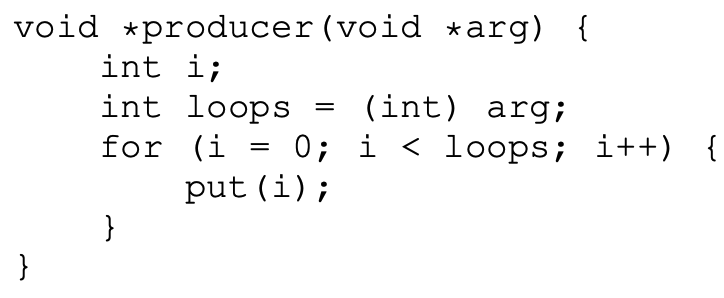 void *producer(void *arg) {
    int i;
    int loops = (int) arg;
    for (i = 0; i < loops; i++) {
        put(i);
    }
}